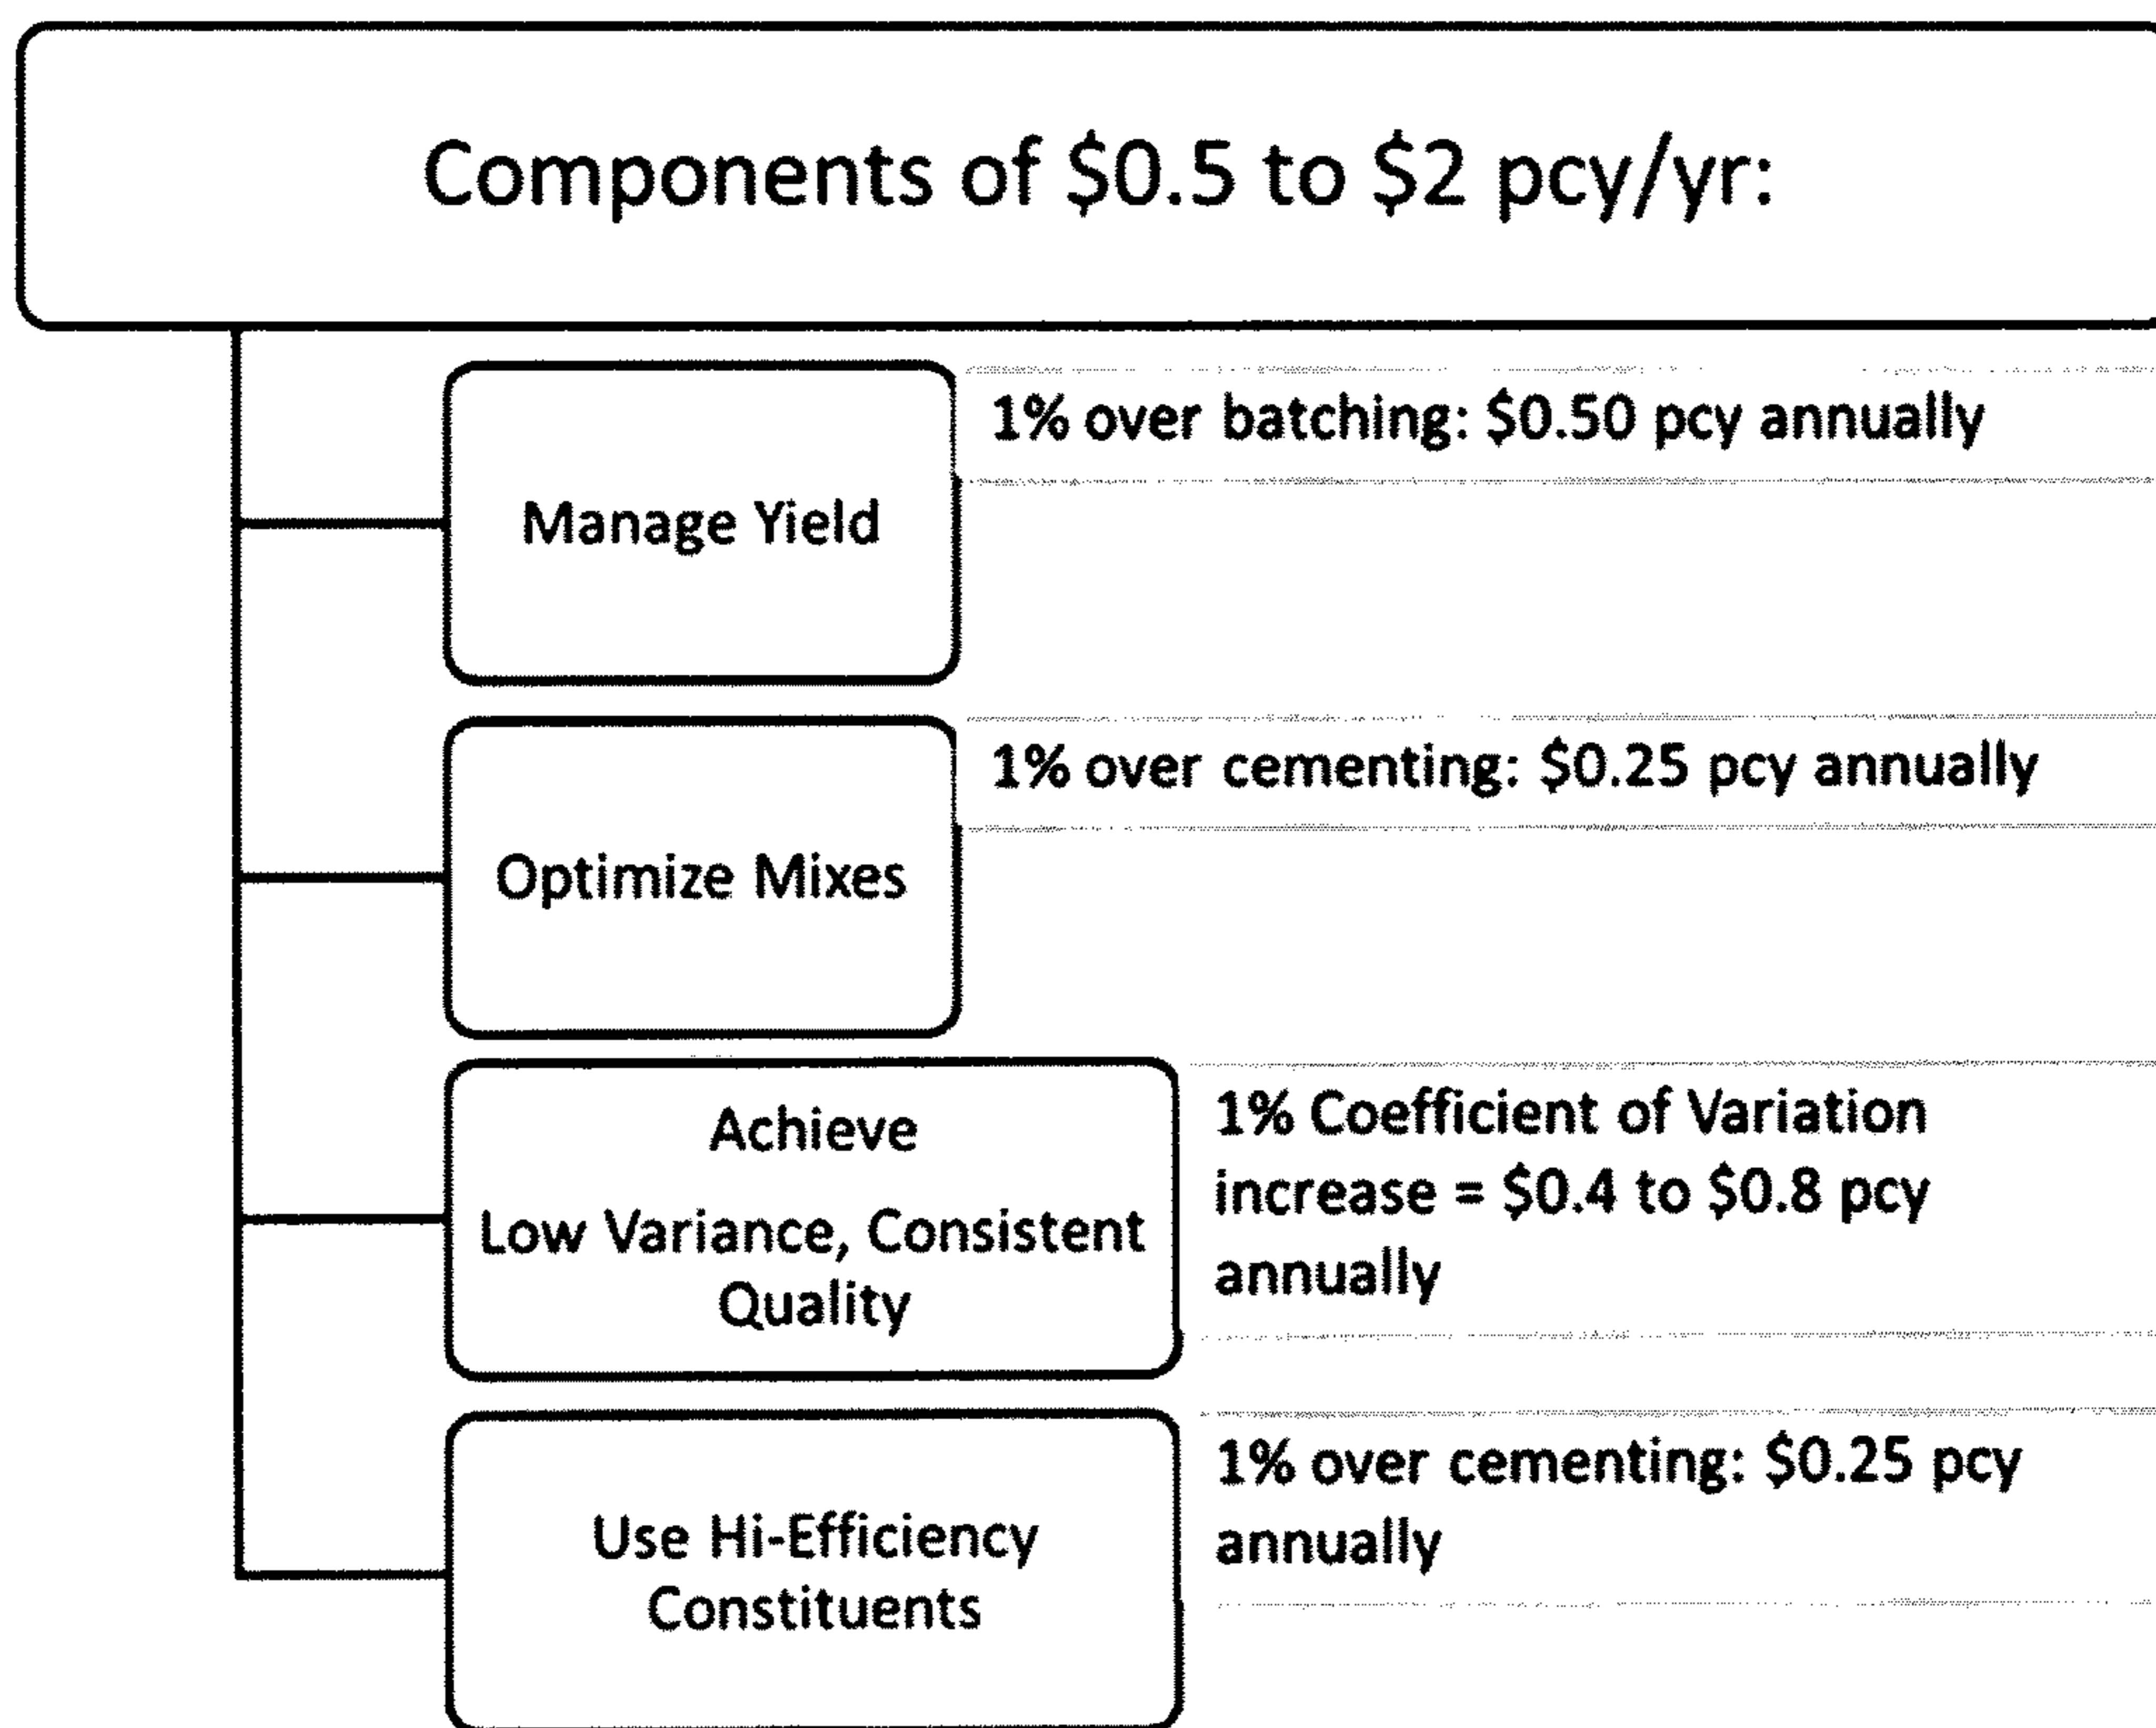 Components of $0.5 to $2 pcy/yr:
Manage Yield
1% over batching: $0.50 pcy annually
Optimize Mixes
1% over cementing: $0.25 pcy annually
Achieve
Low Variance, Consistent
Quality
1% Coefficient of Variation
increase = $0.4 to $0.8 pcy
annually
Use Hi-Efficiency
Constituents
1% over cementing: $0.25 pcy
annually